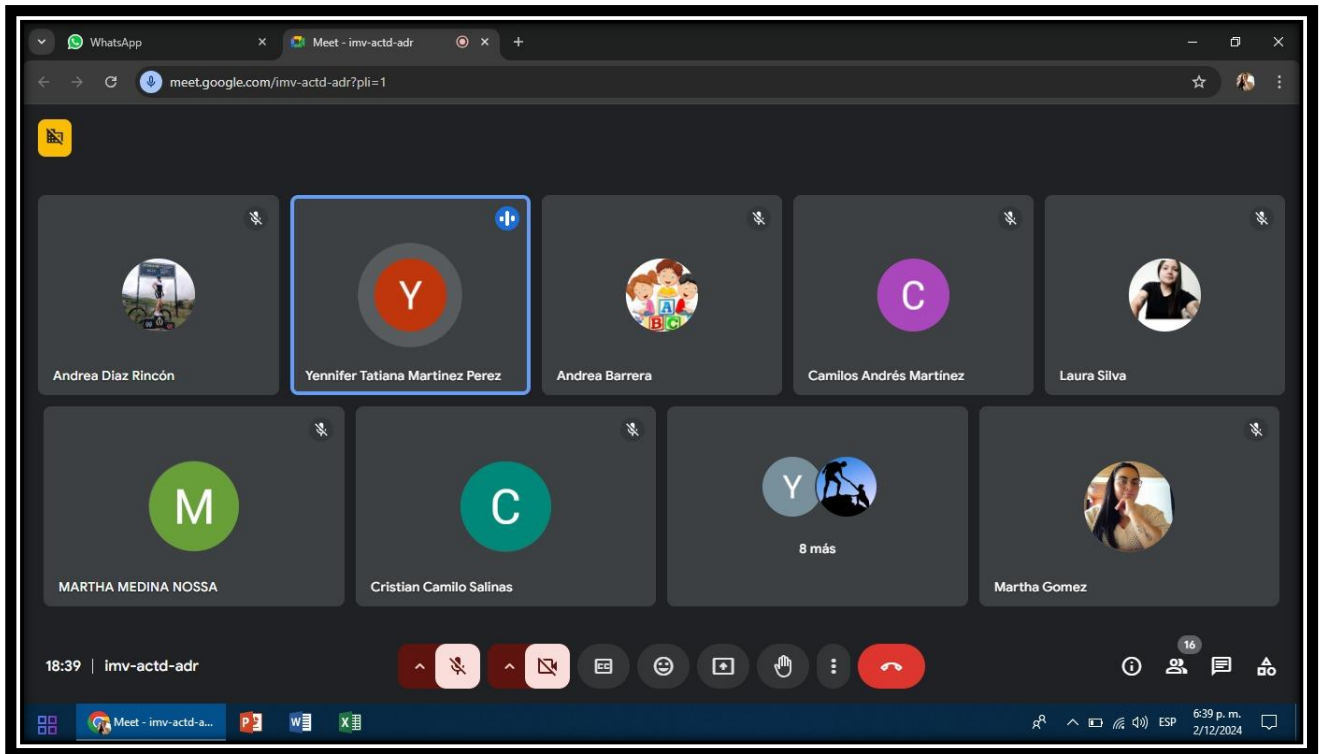 WhatsApp
Meet - imv-actd-adr
meet.google.com/imv-actd-adr?pli=1
Andrea Diaz Rincón
Y
Yennifer Tatiana Martinez Perez
A
B C
Andrea Barrera
C
Camilos Andrés Martínez
Laura Silva
M
MARTHA MEDINA NOSSA
C
Cristian Camilo Salinas
Y
8 más
Martha Gomez
18:39 | imv-actd-adr
CC
16
Meet - imv-actd-a...
ESP
6:39 p. m.
2/12/2024